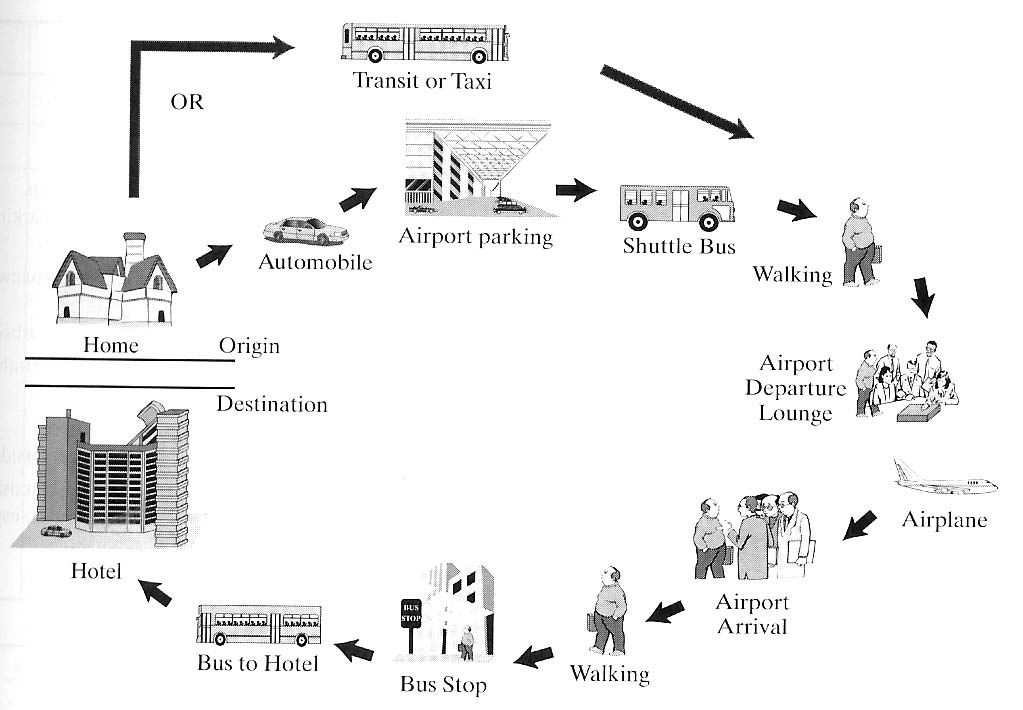 Transit or Taxi
OR
Airport parking
Automobile
Shuttle Bus
Walking
Home
Origin
Airport
Departure
Lounge
Destination
Airplane
Hotel
Airport
Arrival
BUS
STOP
Bus to Hotel
Walking
Bus Stop